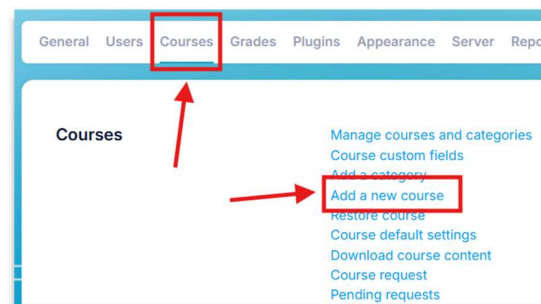 General Users Courses Grades Plugins Appearance Server Repo
Courses
Manage courses and categories
Course custom fields
Add a category
Add a new course
Restore course
Course default settings
Download course content
Course request
Pending requests